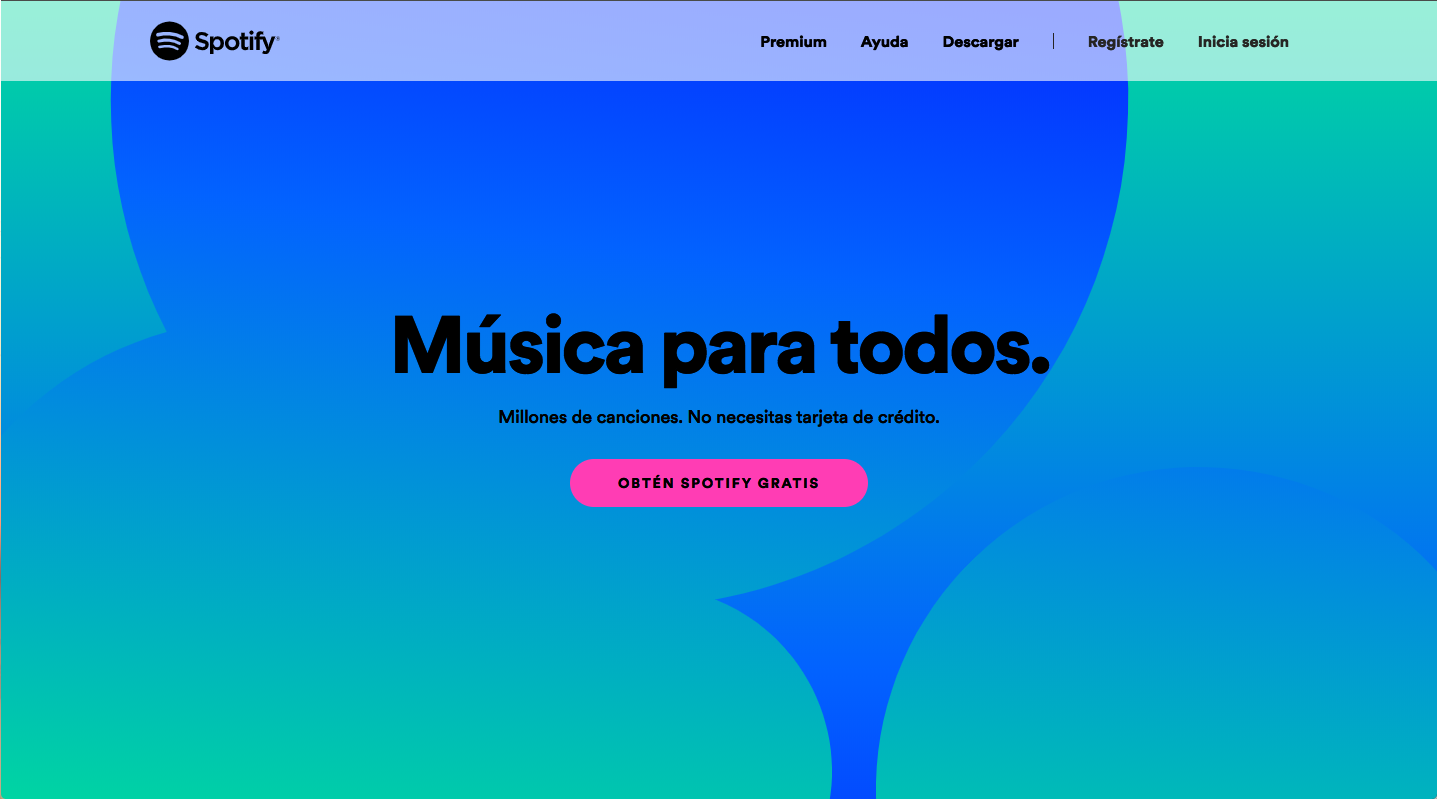 Spotify®
Premium Ayuda Descargar Regístrate Inicia sesión
Música para todos.
Millones de canciones. No necesitas tarjeta de crédito.
OBTÉN SPOTIFY GRATIS